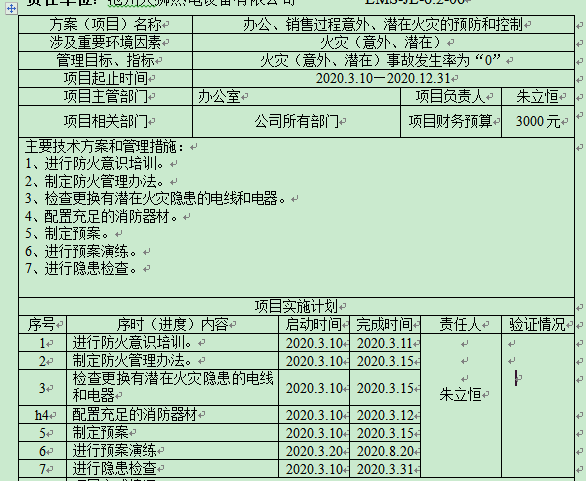 EMS-JL-6.2-06
方案（项目）名称 办公、销售过程意外、潜在火灾的预防和控制
涉及重要环境因素 火灾（意外、潜在）
管理目标、指标 火灾（意外、潜在）事故发生率为“0”
项目起止时间 2020.3.10－2020.12.31
项目主管部门 办公室 项目负责人 朱立恒
项目相关部门 公司所有部门 项目财务预算 3000 元
主要技术方案和管理措施：
1、进行防火意识培训。
2、制定防火管理办法。
3、检查更换有潜在火灾隐患的电线和电器。
4、配置充足的消防器材。
5、制定预案。
6、进行预案演练。
7、进行隐患检查。
项目实施计划
序号 序时（进度）内容 启动时间 完成时间 责任人 验证情况
1 进行防火意识培训。 2020.3.10 2020.3.11
2 制定防火管理办法。 2020.3.10 2020.3.15
3 检查更换有潜在火灾隐患的电线和电器 2020.3.10 2020.3.15 朱立恒
h4 配置充足的消防器材 2020.3.10 2020.3.12
5 制定预案 2020.3.10 2020.3.15
6 进行预案演练 2020.3.20 2020.8.20
7 进行隐患检查 2020.3.10 2020.3.31